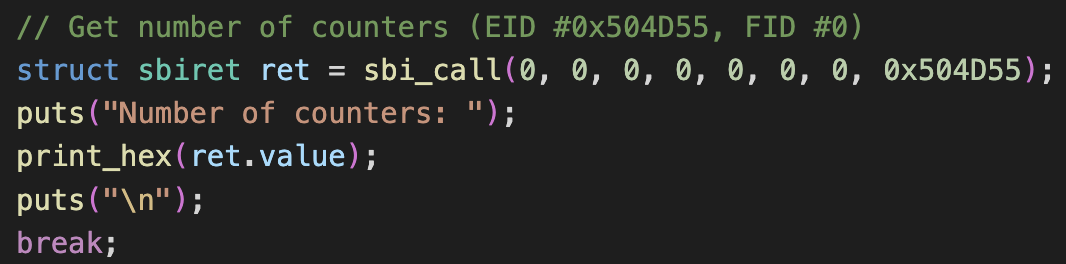 // Get number of counters (EID #0x504D55, FID #0)
struct sbiret ret = sbi_call(0, 0, 0, 0, 0, 0, 0, 0x504D55);
puts("Number of counters: ");
print_hex(ret.value);
puts("\n");
break;